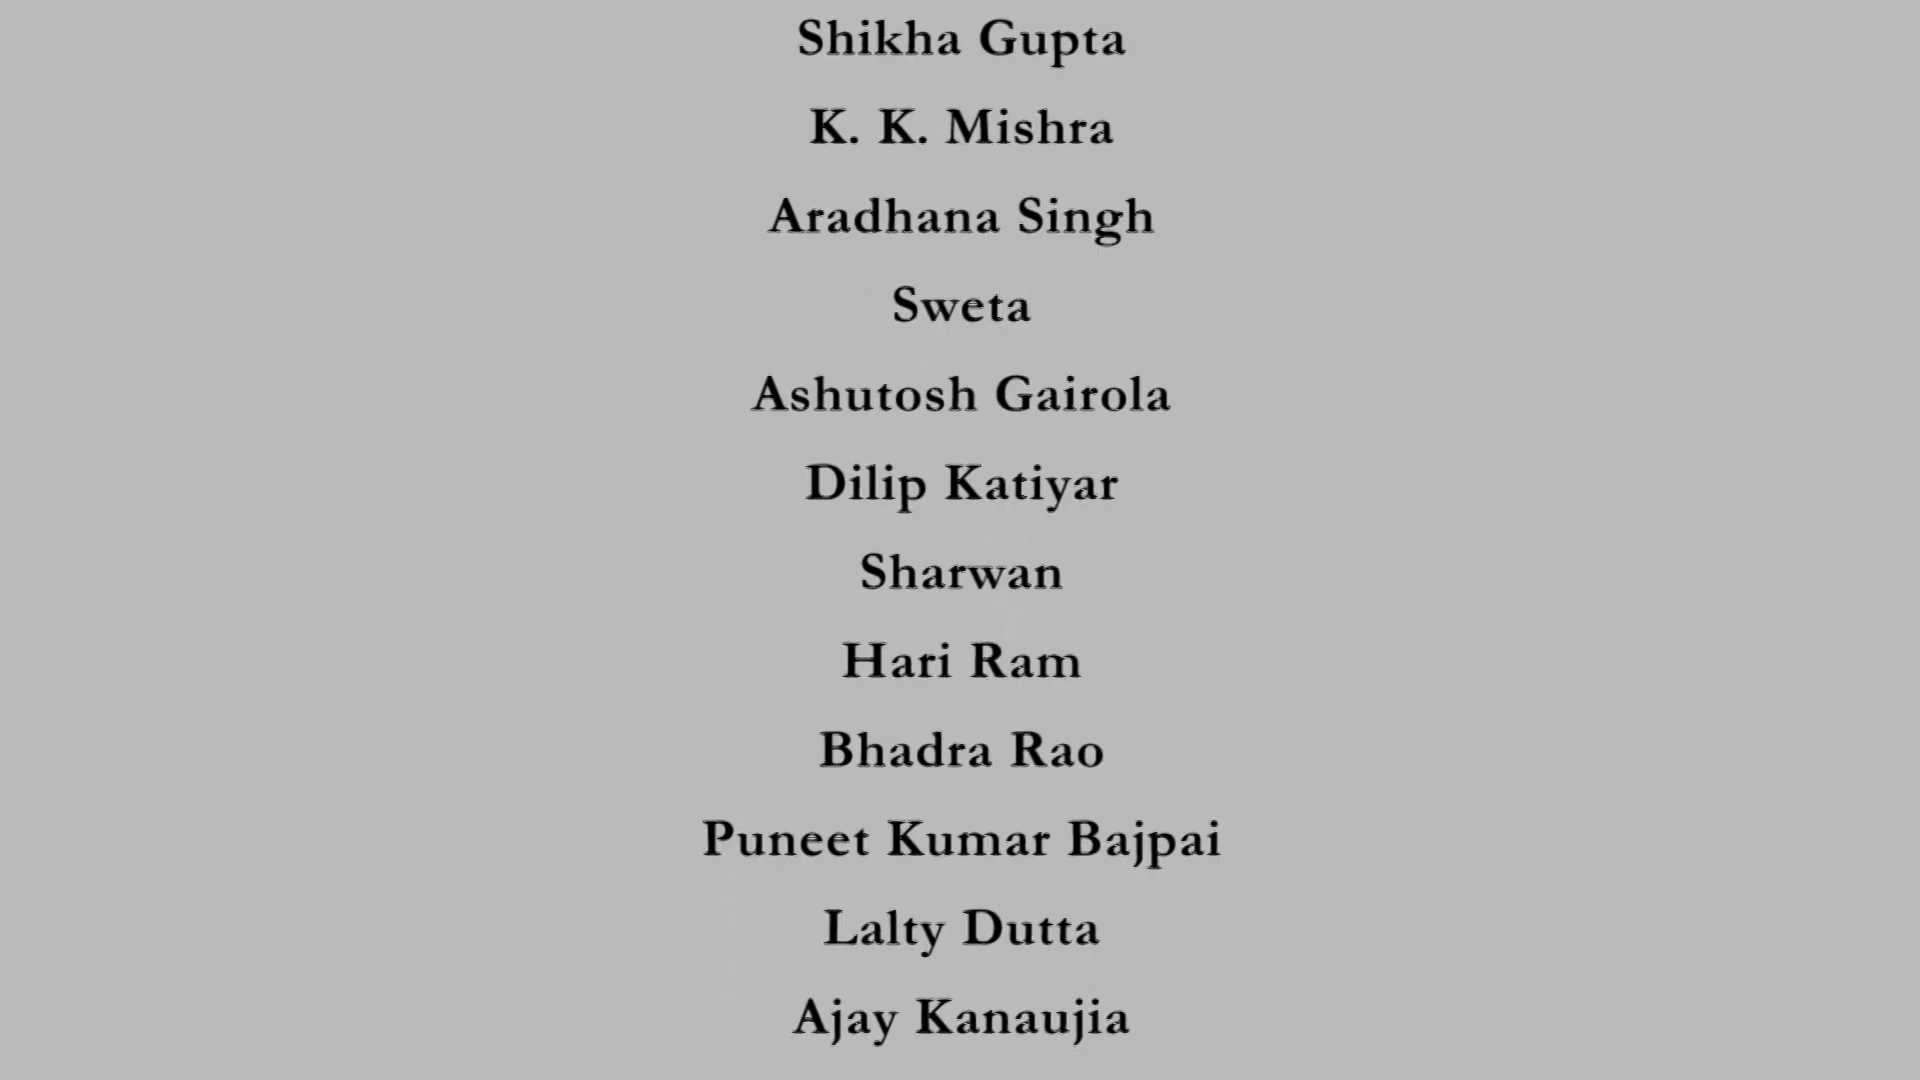 Shikha Gupta
K. K. Mishra
Aradhana Singh
Sweta
Ashutosh Gairola
Dilip Katiyar
Sharwan
Hari Ram
Bhadra Rao
Puneet Kumar Bajpai
Lalty Dutta
Ajay Kanaujia